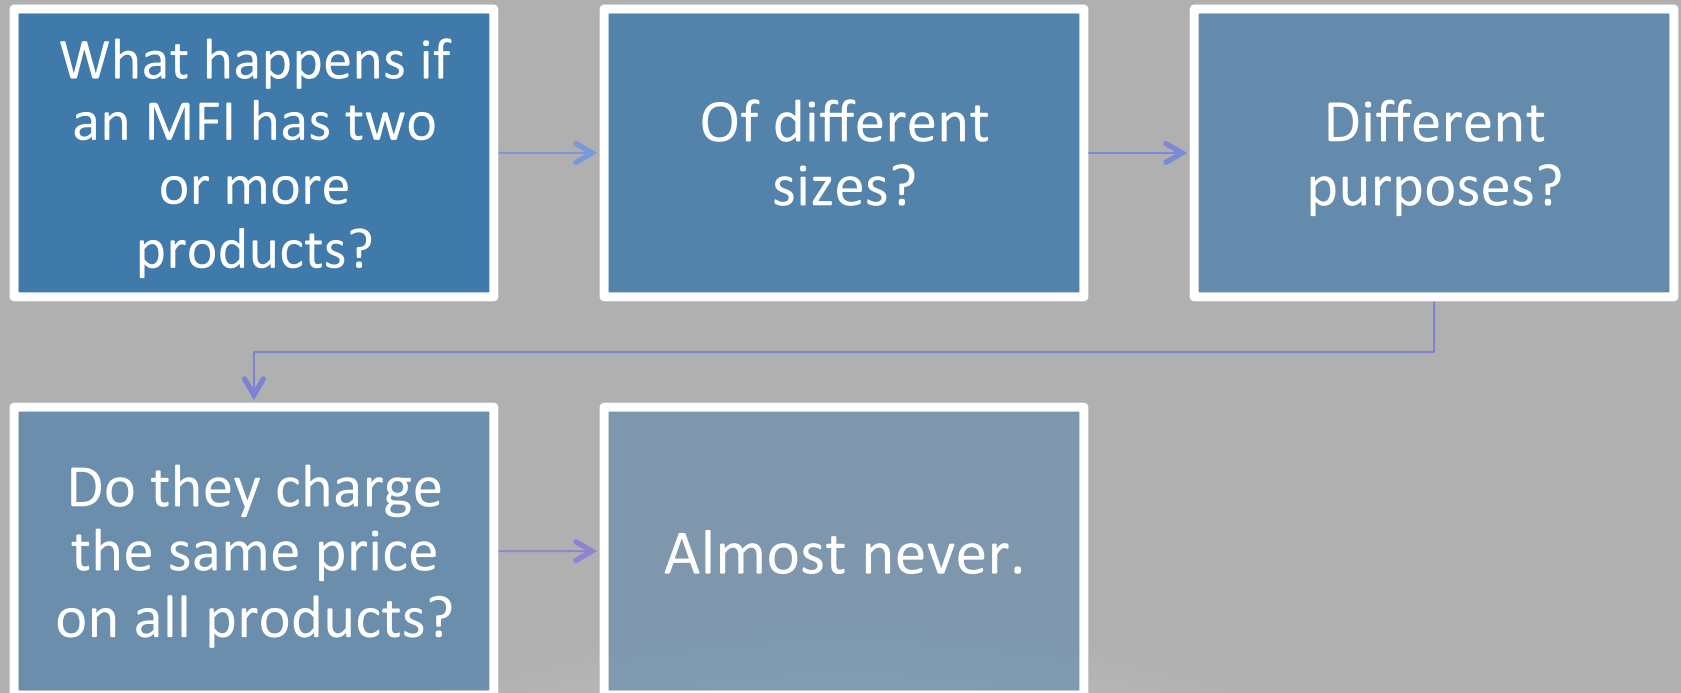 What happens if
an MFI has two
or more
products?
Of different
sizes?
Different
purposes?
Do they charge
the same price
on all products?
Almost never.